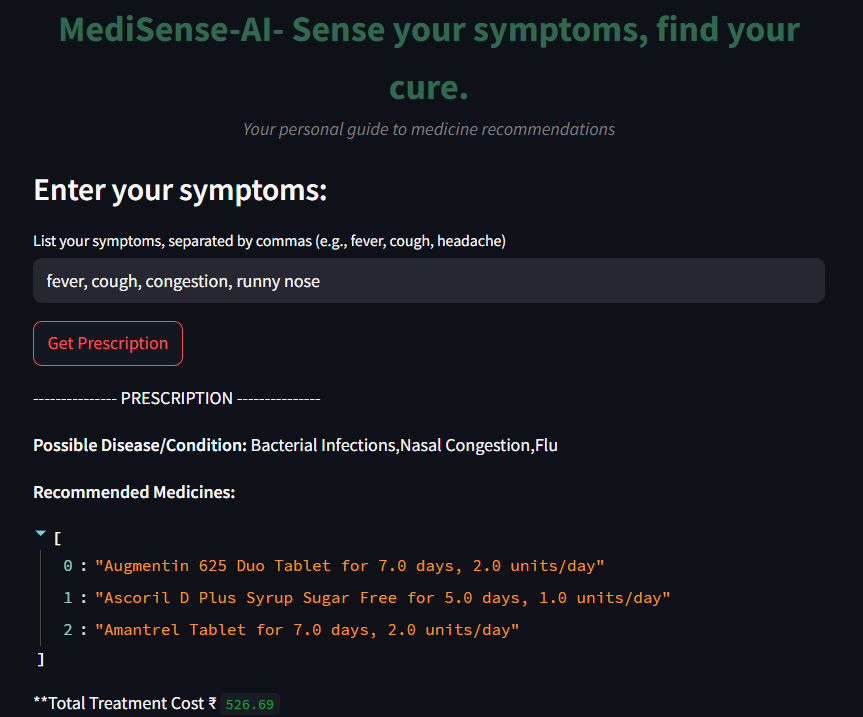 MediSense-AI- Sense your symptoms, find your
cure.
Your personal guide to medicine recommendations
Enter your symptoms:
List your symptoms, separated by commas (e.g., fever, cough, headache)
fever, cough, congestion, runny nose
Get Prescription
--------------- PRESCRIPTION ---------------
Possible Disease/Condition: Bacterial Infections,Nasal Congestion,Flu
Recommended Medicines:
[
0 : "Augmentin 625 Duo Tablet for 7.0 days, 2.0 units/day"
1 : "Ascoril D Plus Syrup Sugar Free for 5.0 days, 1.0 units/day"
2 : "Amantrel Tablet for 7.0 days, 2.0 units/day"
]
**Total Treatment Cost ₹ 526.69